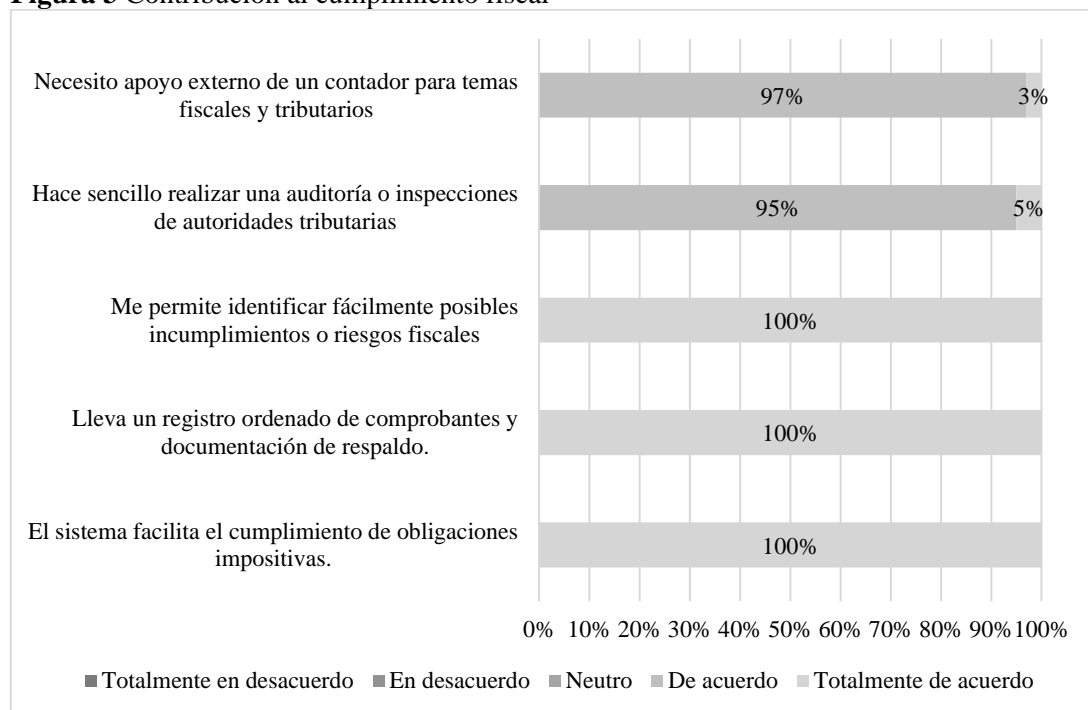 Figura 3 Contribución al cumplimiento fiscal
Necesito apoyo externo de un contador para temas
fiscales y tributarios
97%
3%
Hace sencillo realizar una auditoría o inspecciones
de autoridades tributarias
95%
5%
Me permite identificar fácilmente posibles
incumplimientos o riesgos fiscales
100%
Lleva un registro ordenado de comprobantes y
documentación de respaldo.
100%
El sistema facilita el cumplimiento de obligaciones
impositivas.
100%
0% 10% 20% 30% 40% 50% 60% 70% 80% 90% 100%
Totalmente en desacuerdo En desacuerdo Neutro De acuerdo Totalmente de acuerdo